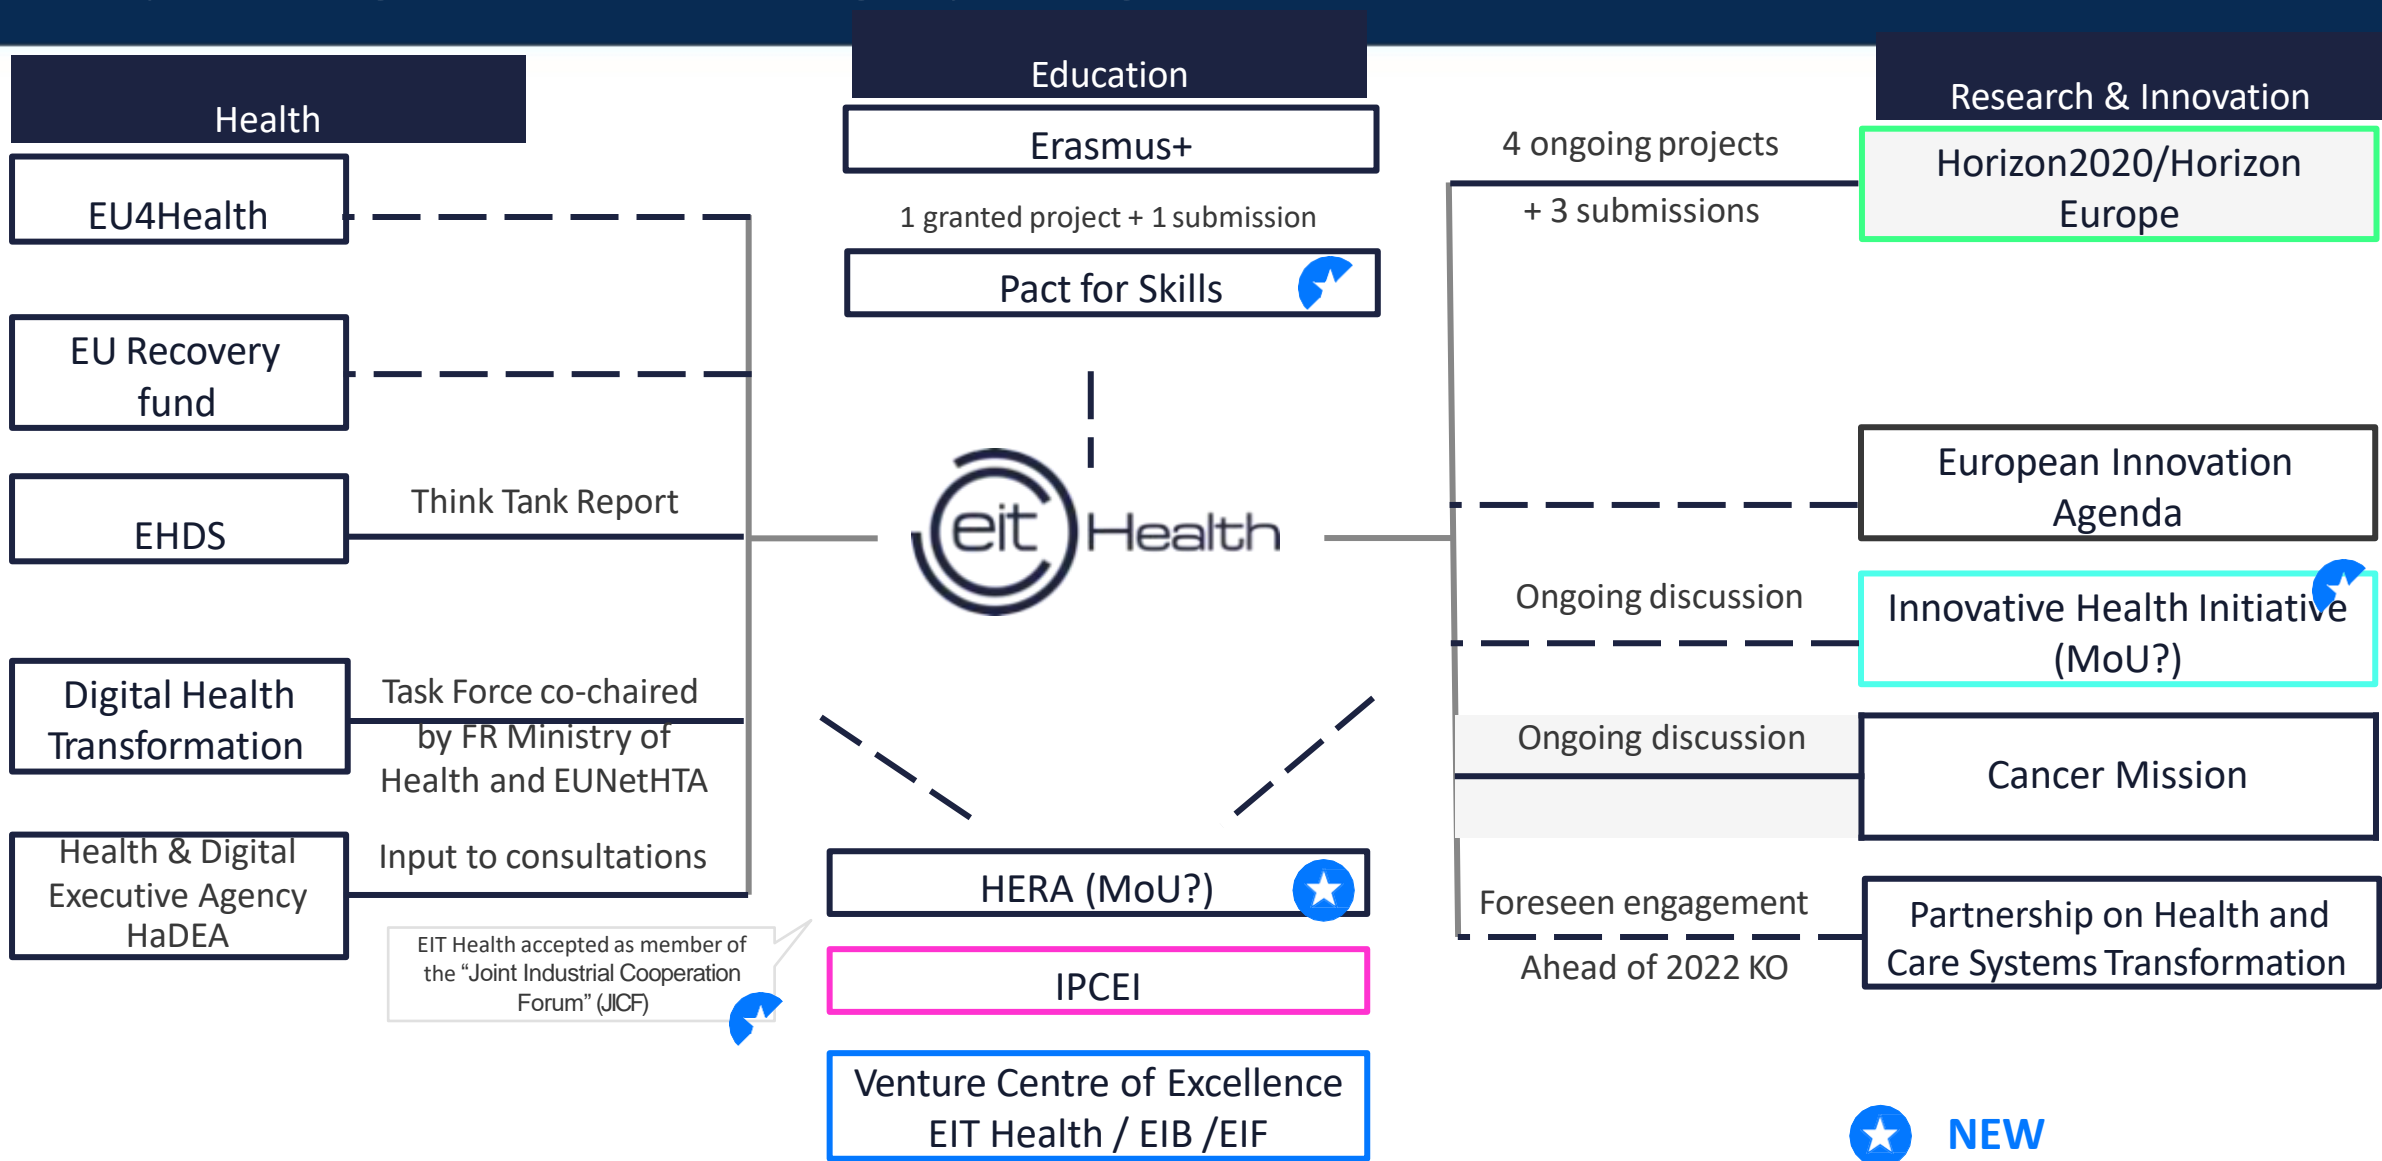 Health
EU4Health
EU Recovery
fund
EHDS
Think Tank Report
Digital Health
Transformation
Task Force co-chaired
by FR Ministry of
Health and EUNetHTA
Health & Digital
Executive Agency
HaDEA
Input to consultations
EIT Health accepted as member of
the “Joint Industrial Cooperation
Forum” (JICF)
Education
Erasmus+
1 granted project + 1 submission
Pact for Skills
eit Health
HERA (MoU?)
IPCEI
Venture Centre of Excellence
EIT Health / EIB /EIF
Research & Innovation
4 ongoing projects
+ 3 submissions
Horizon2020/Horizon
Europe
European Innovation
Agenda
Ongoing discussion
Innovative Health Initiative
(MoU?)
Ongoing discussion
Cancer Mission
Foreseen engagement
Ahead of 2022 KO
Partnership on Health and
Care Systems Transformation
NEW